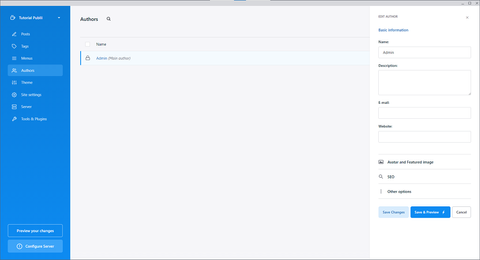 Tutorial Publii
Posts
Tags
Menus
Authors
Theme
Site settings
Server
Tools & Plugins
Preview your changes
Configure Server
Authors
Name
Admin (Main author)
EDIT AUTHOR
Basic information
Name:
Admin
Description:
E-mail:
Website:
Avatar and Featured image
SEO
Other options
Save Changes
Save & Preview
Cancel